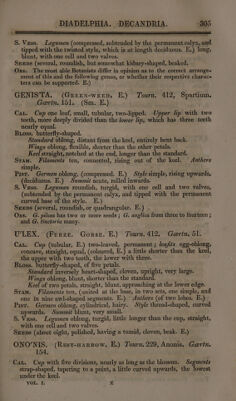 DIADELPHIA. DECANDRIA. 305
S. VESS. Legumen (compressed, subtended by the permanent calyx, and
tipped with the twisted style, which is at length deciduous. E.) long,
blunt, with one cell and two valves.
SEEDS (several, roundish, but somewhat kidney-shaped, beaked.
OBS. The most able Botanists differ in opinion as to the correct arrange-
ment of this and the following genus, or whether their respective charac-
ters can be supported. E.)
GENISTA. (GREEN-WEED. E.) Tourn. 412, Spartium.
Gærtn. 151. (Sm. E.)
CAL. Cup one leaf, small, tubular, two-lipped. Upper lip with two
teeth, more deeply divided than the lower lip, which has three teeth
nearly equal.
BLOSS. butterfly-shaped.
Standard oblong, distant from the keel, entirely bent back.
Wings oblong, flexible, shorter than the other petals.
Keel straight, notched at the end, longer than the standard.
STAM. Filaments ten, connected, rising out of the keel. Anthers
simple.
PIST. Germen oblong, (compressed. E.) Style simple, rising upwards,
(deciduous. E.) Summit acute, rolled inwards.
S. VESS. Legumen roundish, turgid, with one cell and two valves,
(subtended by the permanent calyx, and tipped with the permanent
curved base of the style. E.)
SEEDS (several, roundish, or quadrangular. E.)
OBS. G. pilosa has two or more seeds; G. anglica from three to fourteen;
and G. tinctoria many.
U'LEX. (FURZE. GORSE. E.) Tourn. 412. Gærtn. 51.
CAL. Cup (tubular, E.) two-leaved, permanent; leafits egg-oblong,
concave, straight, equal, (coloured, E.) a little shorter than the keel,
the upper with two teeth, the lower with three.
BLOSS. butterfly-shaped, of five petals.
Standard inversely heart-shaped, cloven, upright, very large.
Wings oblong, blunt, shorter than the standard.
Keel of two petals, straight, blunt, approaching at the lower edge.
STAM. Filaments ten, (united at the base, in two sets, one simple, and
one in nine awl-shaped segments. E.) Anthers (of two lobes. E.)
PIST. Germen oblong, cylindrical, hairy. Style thread-shaped, curved
upwards. Summit blunt, very small.
S. VESS. Legumen oblong, turgid, little longer than the cup, straight,
with one cell and two valves.
SEEDS (about eight, polished, having a tumid, cloven, beak. E.)
ONO'NIS. (REST-HARROW. E.) Tourn. 229, Anonis. Gærtn.
154.
CAL. Cup with five divisions, nearly as long as the blossom. Segments
strap-shaped, tapering to a point, a little curved upwards, the lowest
under the keel.
VOL. I. X